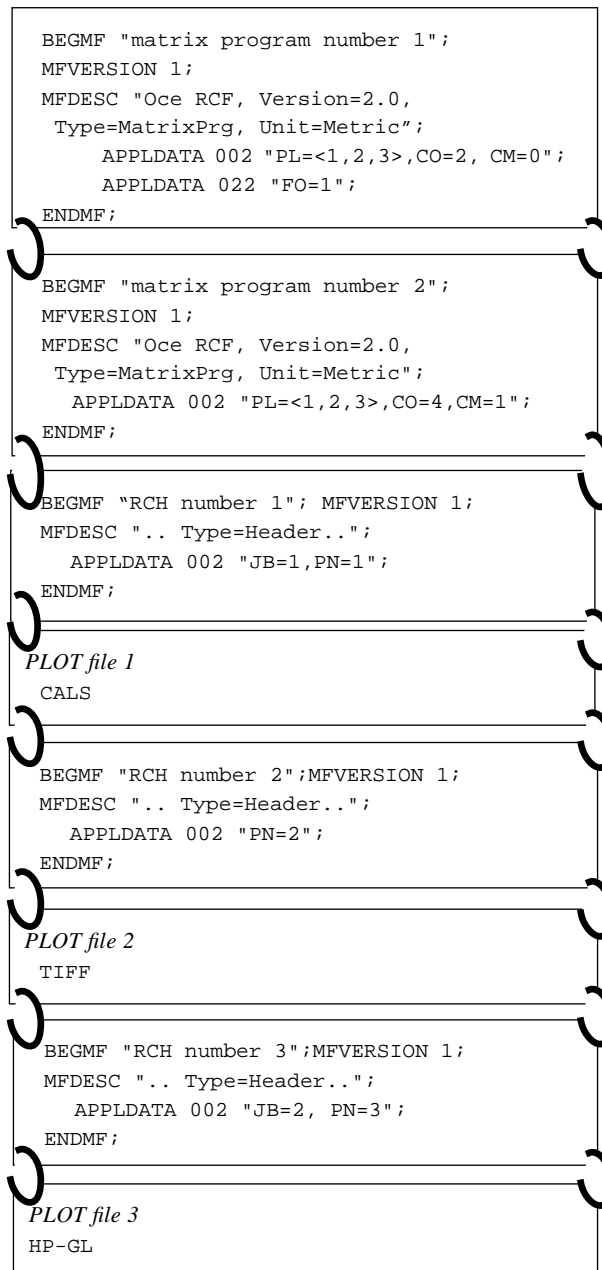 BEGMF "matrix program number 1";
MFVERSION 1;
MFDESC "Oce RCF, Version=2.0,
Type=MatrixPrg, Unit=Metric”;
APPLDATA 002 "PL=<1,2,3>,CO=2, CM=0";
APPLDATA 022 "FO=1";
ENDMF;
BEGMF "matrix program number 2";
MFVERSION 1;
MFDESC "Oce RCF, Version=2.0,
Type=MatrixPrg, Unit=Metric";
APPLDATA 002 "PL=<1,2,3>,CO=4,CM=1";
ENDMF;
BEGMF “RCH number 1"; MFVERSION 1;
MFDESC ".. Type=Header..";
APPLDATA 002 "JB=1,PN=1";
ENDMF;
PLOT file 1
CALS
BEGMF "RCH number 2";MFVERSION 1;
MFDESC ".. Type=Header..";
APPLDATA 002 "PN=2";
ENDMF;
PLOT file 2
TIFF
BEGMF "RCH number 3";MFVERSION 1;
MFDESC ".. Type=Header..";
APPLDATA 002 "JB=2, PN=3";
ENDMF;
PLOT file 3
HP-GL